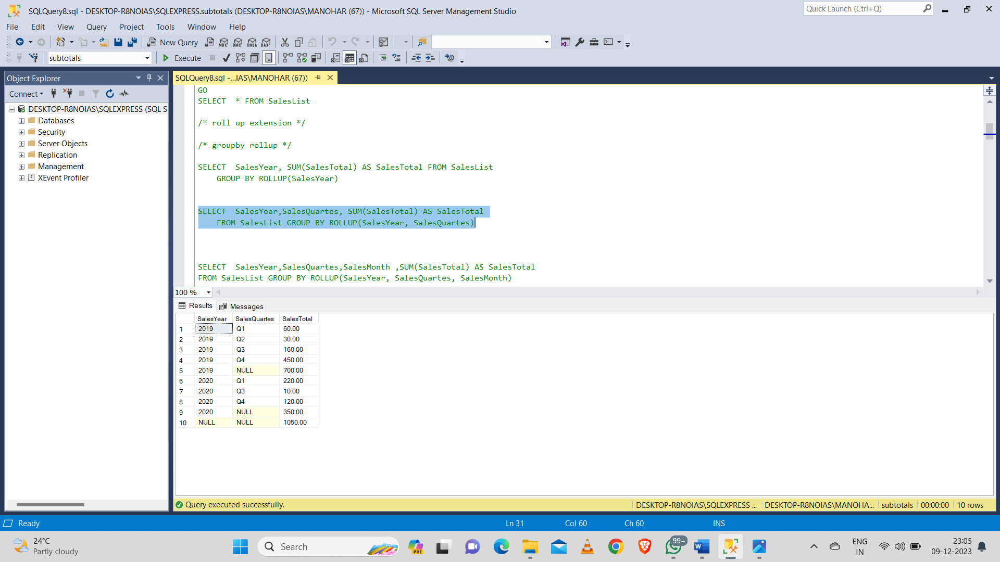 SQLQuery8.sql - DESKTOP-R8NOIAS\SQLEXPRESS.subtotals (DESKTOP-R8NOIAS\MANOHAR (67)) - Microsoft SQL Server Management Studio
Quick Launch (Ctrl+Q)
File Edit View Query Project Tools Window Help
New Query MDX DMX XMLA DAX
subtotals
Execute
Object Explorer
Connect
DESKTOP-R8NOIAS\SQLEXPRESS (SQL S
Databases
Security
Server Objects
Replication
Management
XEvent Profiler
SQLQuery8.sql -...IAS\MANOHAR (67))
GO
SELECT  * FROM SalesList
/* roll up extension */
/* groupby rollup */
SELECT  SalesYear, SUM(SalesTotal) AS SalesTotal FROM SalesList
GROUP BY ROLLUP(SalesYear)
SELECT  SalesYear,SalesQuartes, SUM(SalesTotal) AS SalesTotal
FROM SalesList GROUP BY ROLLUP(SalesYear, SalesQuartes)
SELECT  SalesYear,SalesQuartes,SalesMonth ,SUM(SalesTotal) AS SalesTotal
FROM SalesList GROUP BY ROLLUP(SalesYear, SalesQuartes, SalesMonth)
100 %
Results Messages
SalesYear SalesQuartes SalesTotal
1 2019 Q1 60.00
2 2019 Q2 30.00
3 2019 Q3 160.00
4 2019 Q4 450.00
5 2019 NULL 700.00
6 2020 Q1 220.00
7 2020 Q3 10.00
8 2020 Q4 120.00
9 2020 NULL 350.00
10 NULL NULL 1050.00
Query executed successfully.
DESKTOP-R8NOIAS\SQLEXPRESS ... DESKTOP-R8NOIAS\MANOHA... subtotals 00:00:00 10 rows
Ready
Ln 31 Col 60 Ch 60 INS
24°C
Partly cloudy
Search
PRE
99+
ENG
IN
23:05
09-12-2023